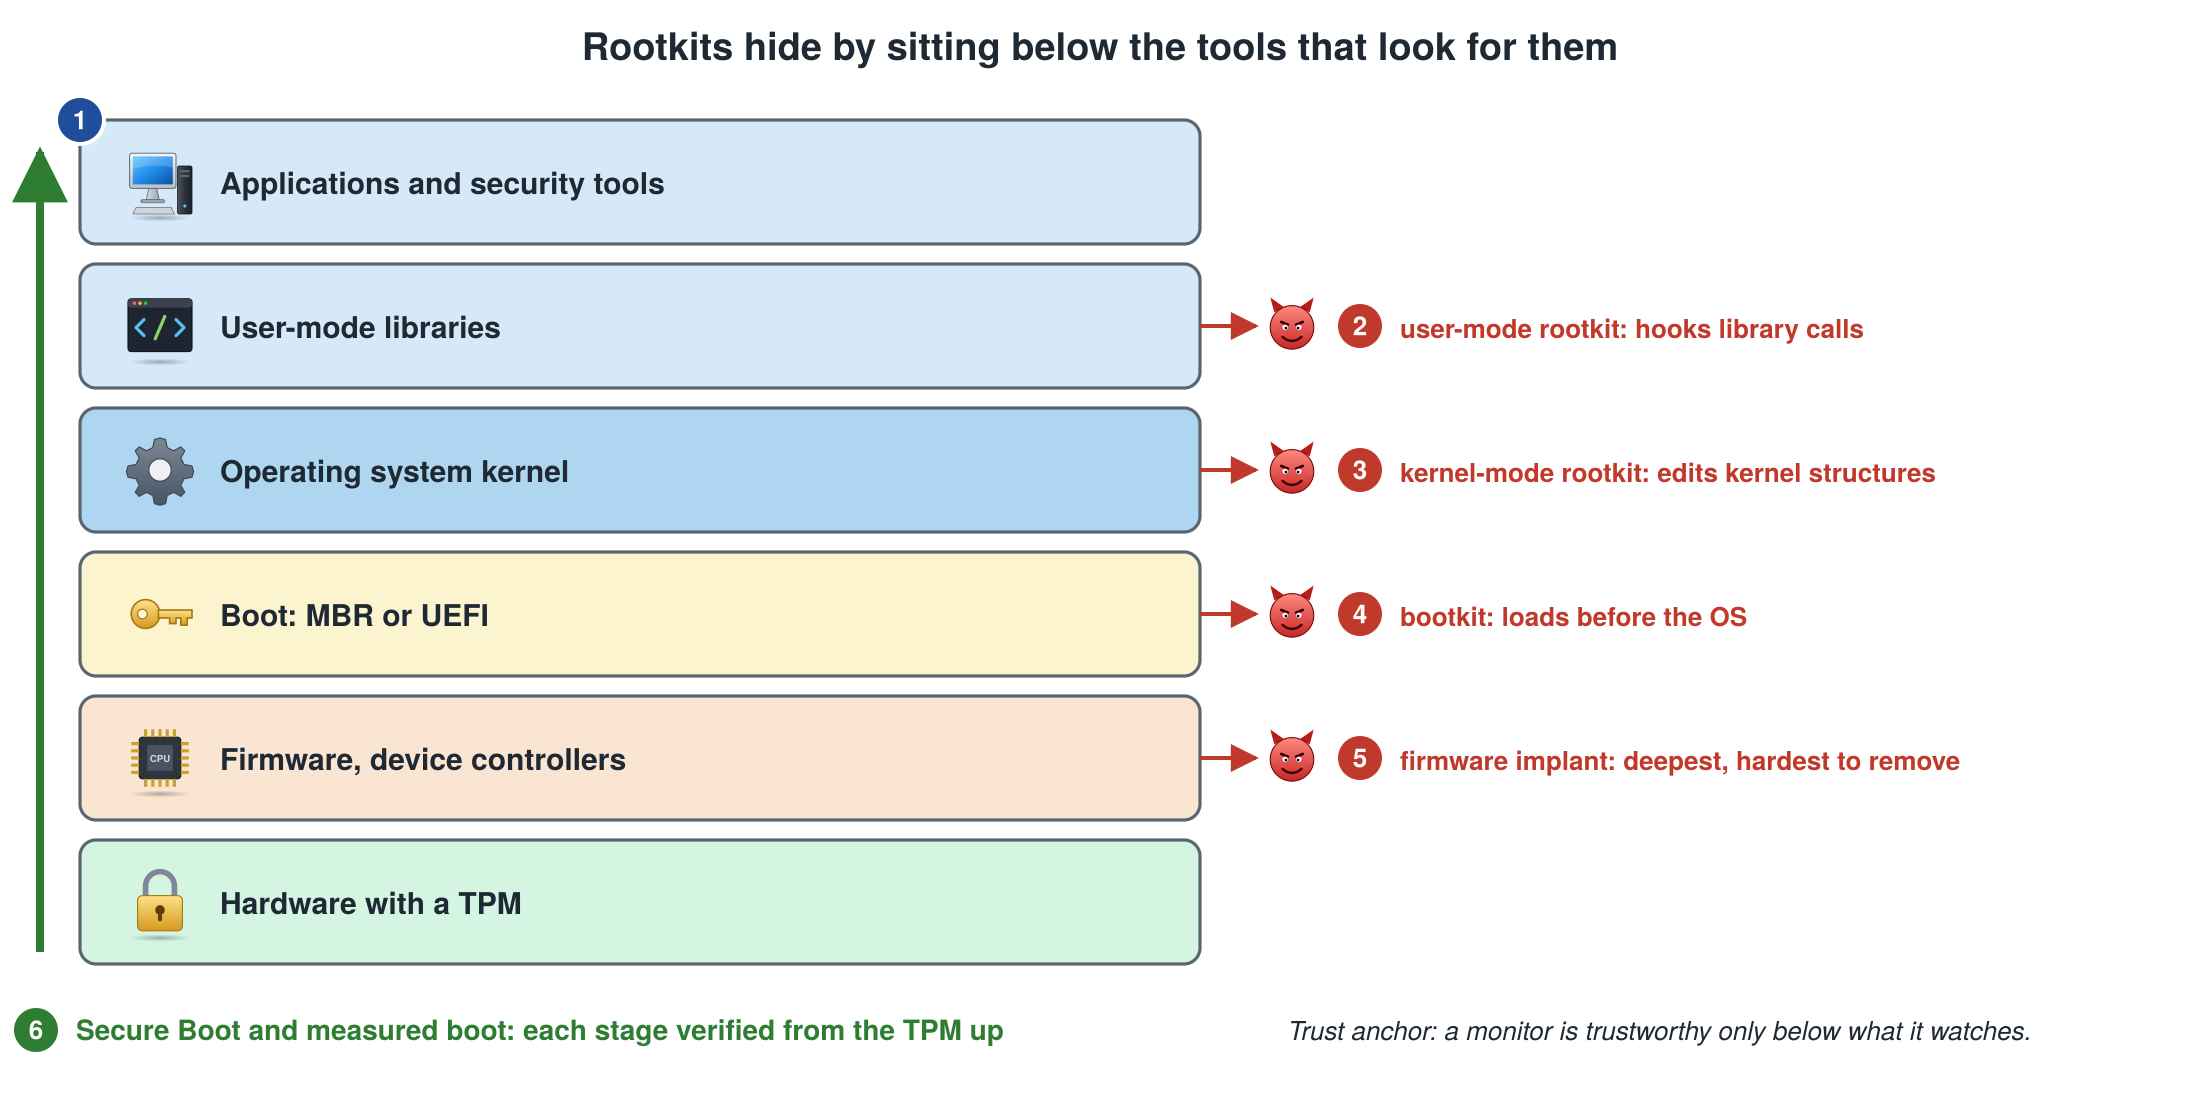 Rootkits hide by sitting below the tools that look for them
1
Applications and security tools
User-mode libraries
2 user-mode rootkit: hooks library calls
Operating system kernel
3 kernel-mode rootkit: edits kernel structures
Boot: MBR or UEFI
4 bootkit: loads before the OS
CPU
Firmware, device controllers
5 firmware implant: deepest, hardest to remove
Hardware with a TPM
6 Secure Boot and measured boot: each stage verified from the TPM up
Trust anchor: a monitor is trustworthy only below what it watches.